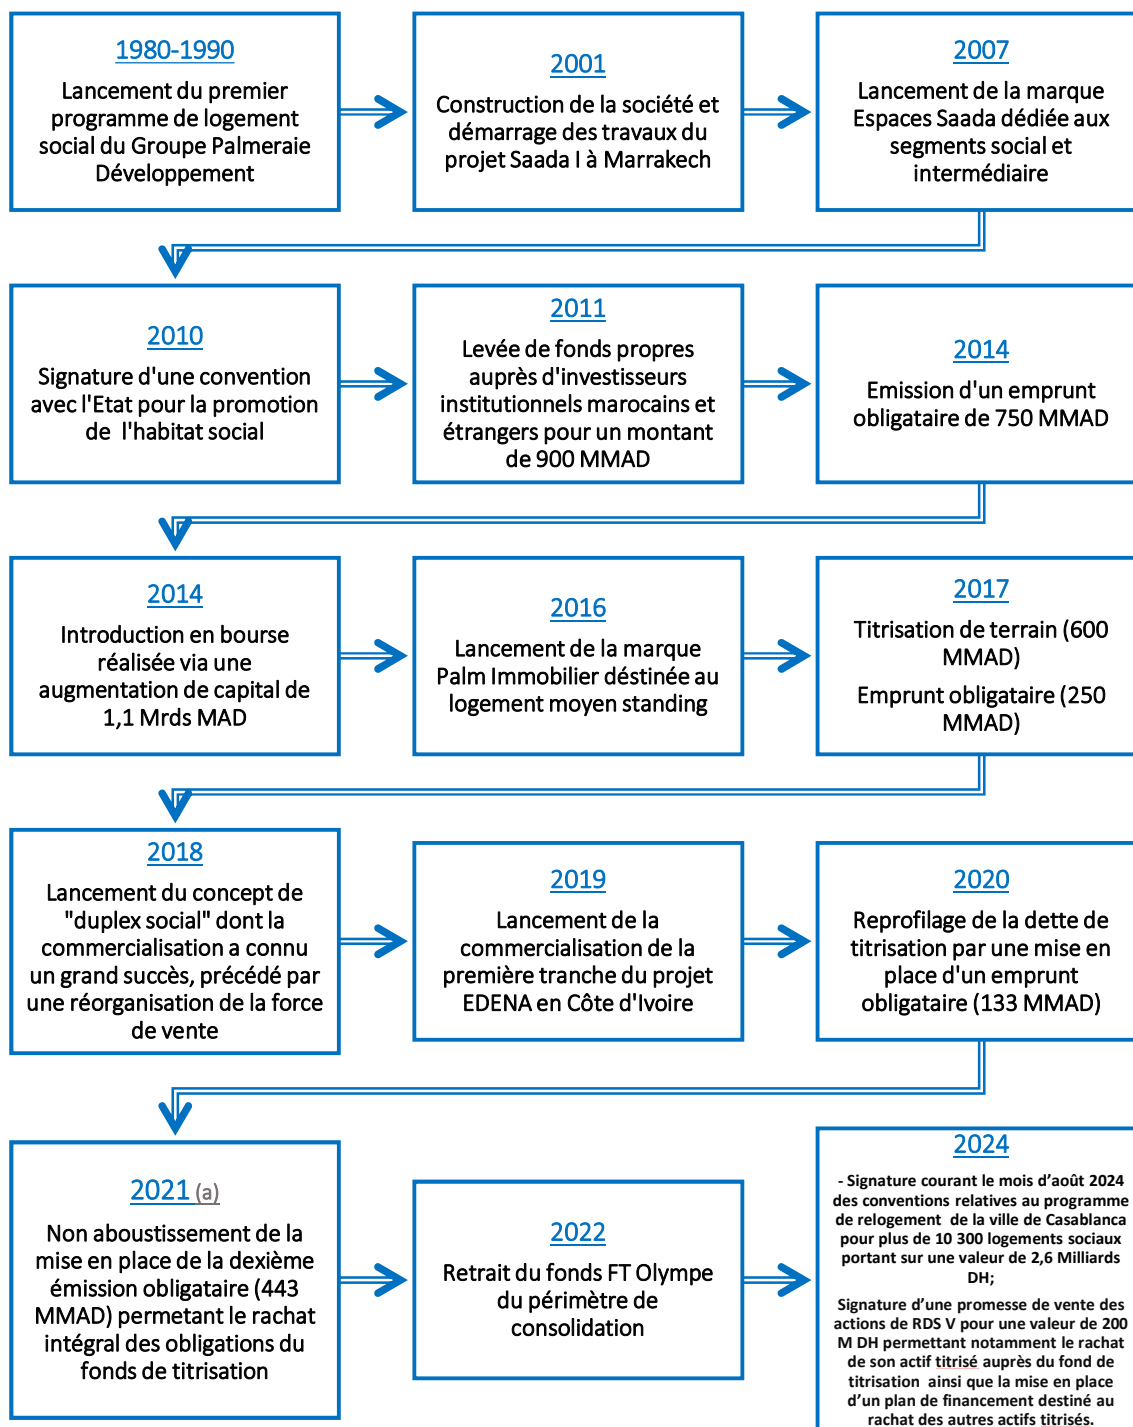 1980-1990
Lancement du premier
programme de logement
social du Groupe Palmeraie
Développement
2001
Construction de la société et
démarrage des travaux du
projet Saada I à Marrakech
2007
Lancement de la marque
Espaces Saada dédiée aux
segments social et
intermédiaire
2010
Signature d'une convention
avec l'Etat pour la promotion
de l'habitat social
2011
Levée de fonds propres
auprès d'investisseurs
institutionnels marocains et
étrangers pour un montant
de 900 MMAD
2014
Emission d'un emprunt
obligataire de 750 MMAD
2014
Introduction en bourse
réalisée via une
augmentation de capital de
1,1 Mrds MAD
2016
Lancement de la marque
Palm Immobilier déstinée au
logement moyen standing
2017
Titrisation de terrain (600
MMAD)
Emprunt obligataire (250
MMAD)
2018
Lancement du concept de
"duplex social" dont la
commercialisation a connu
un grand succès, précédé par
une réorganisation de la force
de vente
2019
Lancement de la
commercialisation de la
première tranche du projet
EDENA en Côte d'Ivoire
2020
Reprofilage de la dette de
titrisation par une mise en
place d'un emprunt
obligataire (133 MMAD)
2021 (a)
Non aboustissement de la
mise en place de la dexième
émission obligataire (443
MMAD) permetant le rachat
intégral des obligations du
fonds de titrisation
2022
Retrait du fonds FT Olympe
du périmètre de
consolidation
2024
- Signature courant le mois d'août 2024
des conventions relatives au programme
de relogement de la ville de Casablanca
pour plus de 10 300 logements sociaux
portant sur une valeur de 2,6 Milliards
DH;
Signature d'une promesse de vente des
actions de RDS V pour une valeur de 200
M DH permettant notamment le rachat
de son actif titrisé auprès du fond de
titrisation ainsi que la mise en place
d'un plan de financement destiné au
rachat des autres actifs titrisés.